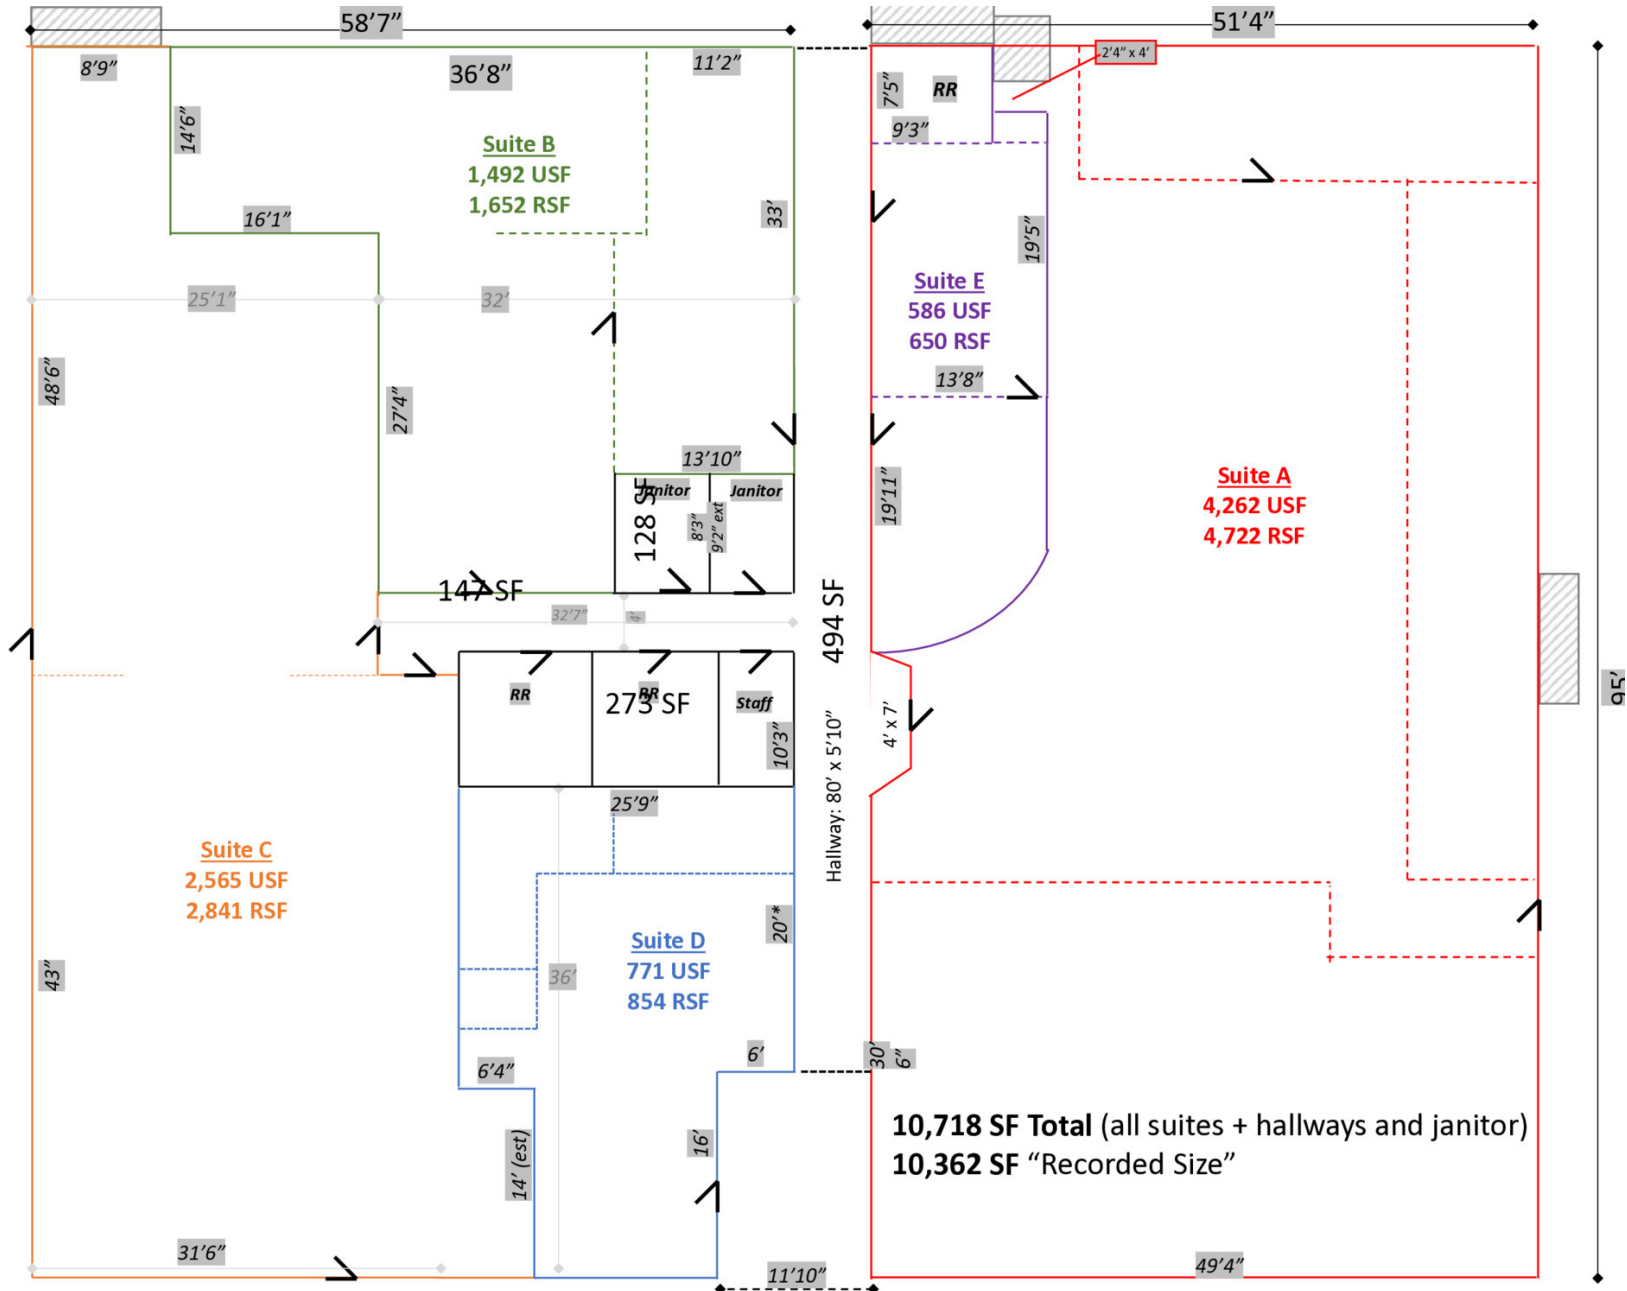 58’7”
51’4”
8’9”
36’8”
11’2”
2’4” x 4’
7’5”
RR
9’3”
14’6”
Suite B
1,492 USF
1,652 RSF
16’1”
33’
19’5”
25’1”
32’
Suite E
586 USF
650 RSF
13’8”
48’6”
27’4”
13’10”
Janitor
Janitor
128 SF
8’3”
9’2” ext
19’11”
Suite A
4,262 USF
4,722 RSF
147 SF
32’7”
4’
494 SF
RR
RR
273 SF
Staff
10’3”
4’ x 7’
95’
Hallway: 80’ x 5’10”
25’9”
Suite C
2,565 USF
2,841 RSF
43”
36’
20’*
Suite D
771 USF
854 RSF
6’4”
6’
30’
6”
14’ (est)
16’
10,718 SF Total (all suites + hallways and janitor)
10,362 SF “Recorded Size”
31’6”
11’10”
49’4”